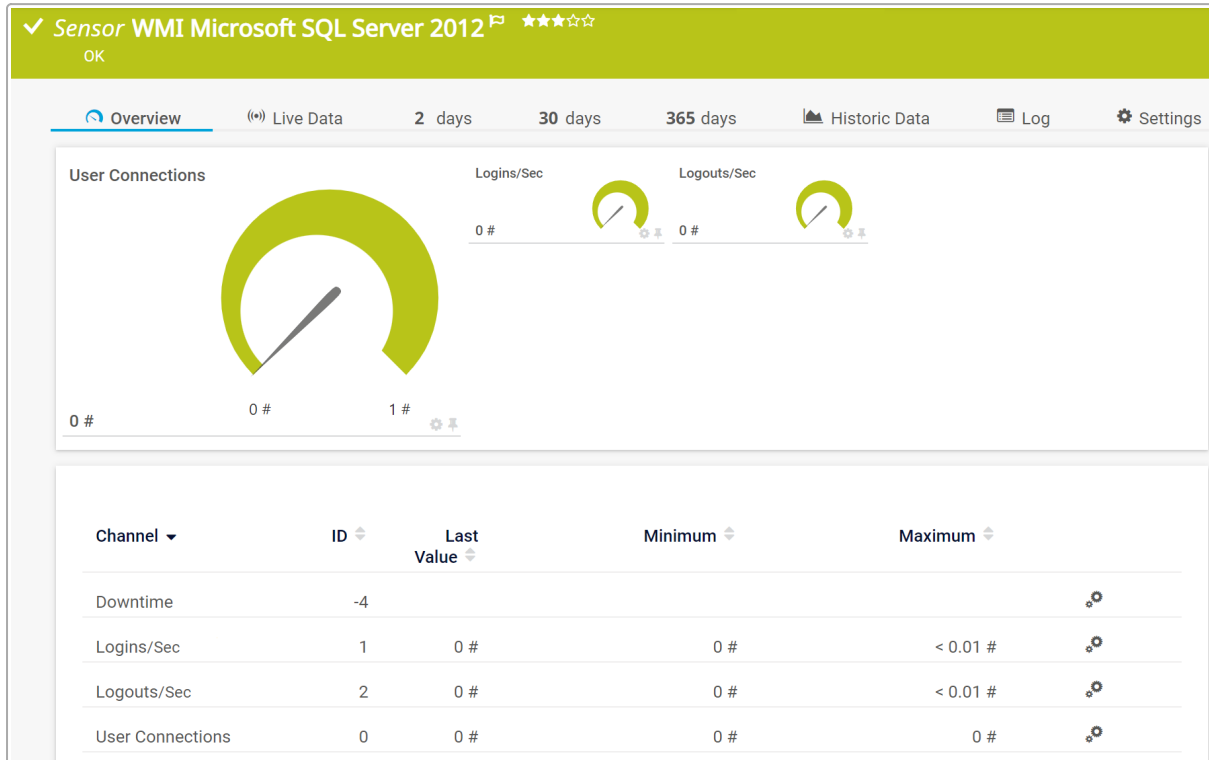 Sensor WMI Microsoft SQL Server 2012
OK
Overview Live Data 2 days 30 days 365 days Historic Data Log Settings
User Connections
Logins/Sec Logouts/Sec
0 # 0 #
0 # 1 #
0 #
Channel ID Last Value Minimum Maximum
Downtime -4
Logins/Sec 1 0 # 0 # < 0.01 #
Logouts/Sec 2 0 # 0 # < 0.01 #
User Connections 0 0 # 0 # 0 #